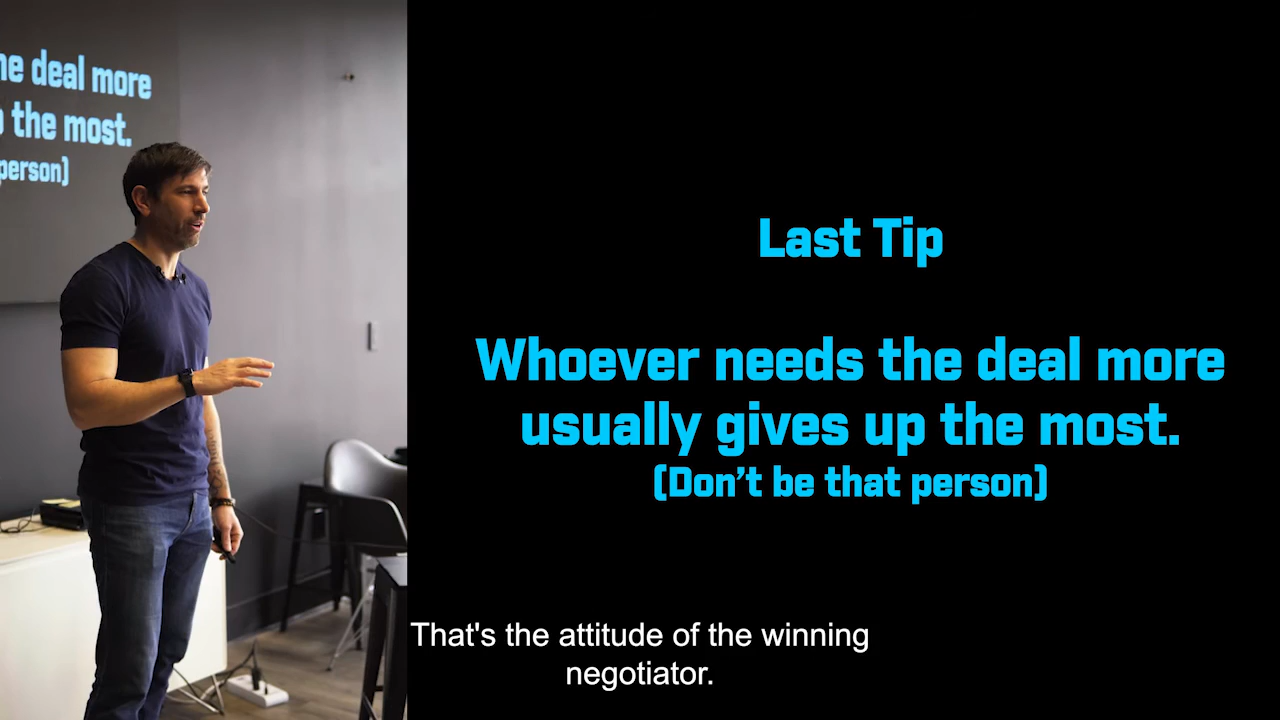 he deal more
the most.
person)
Last Tip
Whoever needs the deal more
usually gives up the most.
(Don't be that person)
That's the attitude of the winning
negotiator.